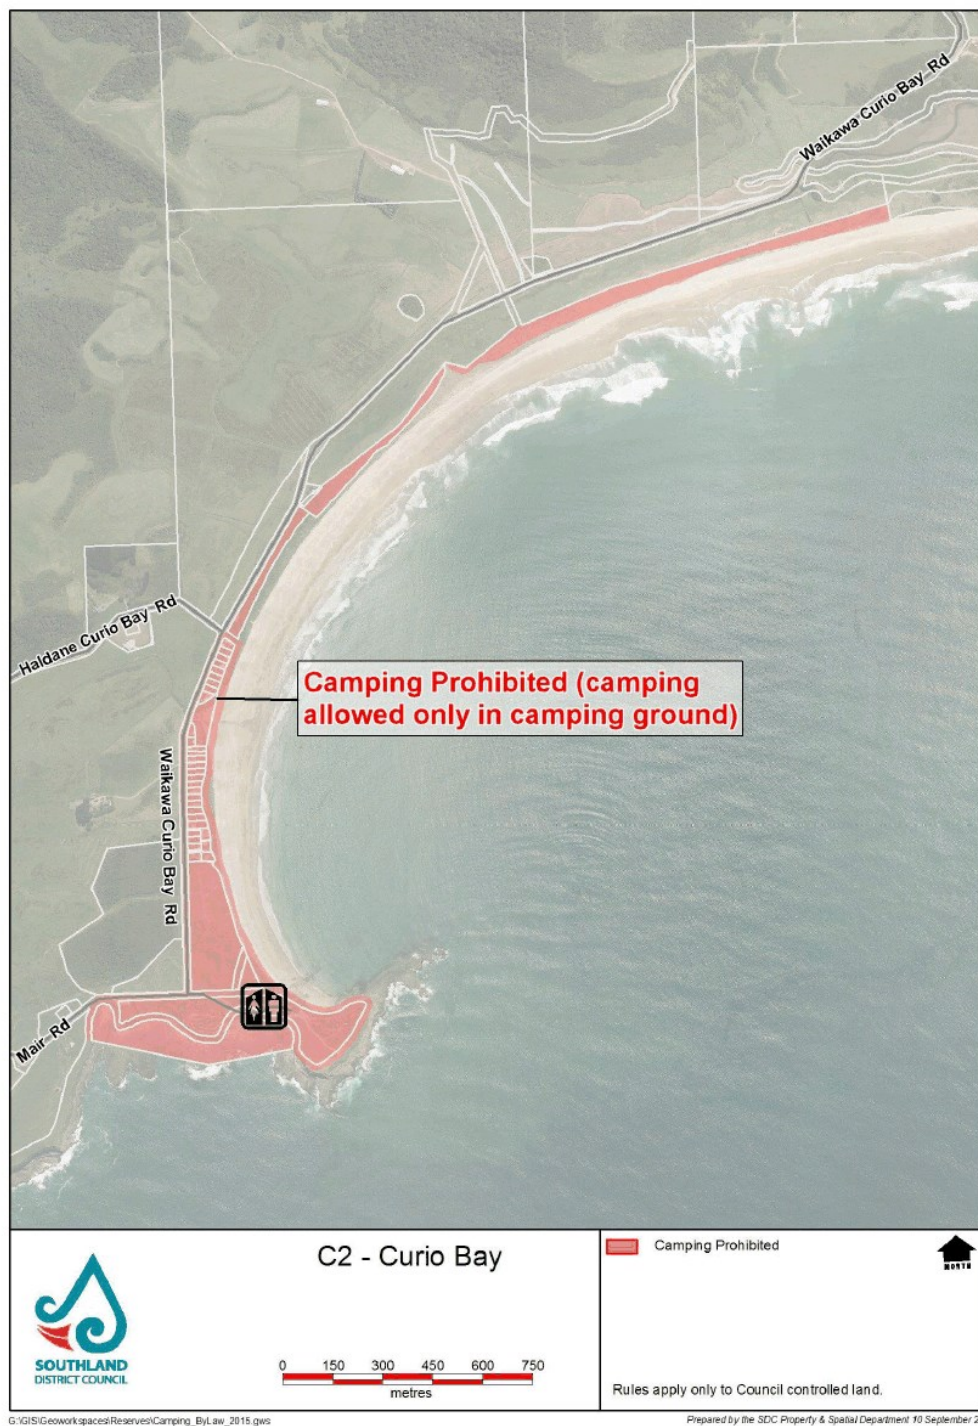 Waikawa Curio Bay Rd
Haldane Curio Bay Rd
Camping Prohibited (camping
allowed only in camping ground)
Waikawa Curio Bay Rd
Mair Rd
C2 - Curio Bay
Camping Prohibited
NORTH
SOUTHLAND
DISTRICT COUNCIL
0 150 300 450 600 750
metres
Rules apply only to Council controlled land.
G:\GIS\Geoworkspaces\Reserves\Camping_ByLaw_2015.gws
Prepared by the SDC Property & Spatial Department 10 September